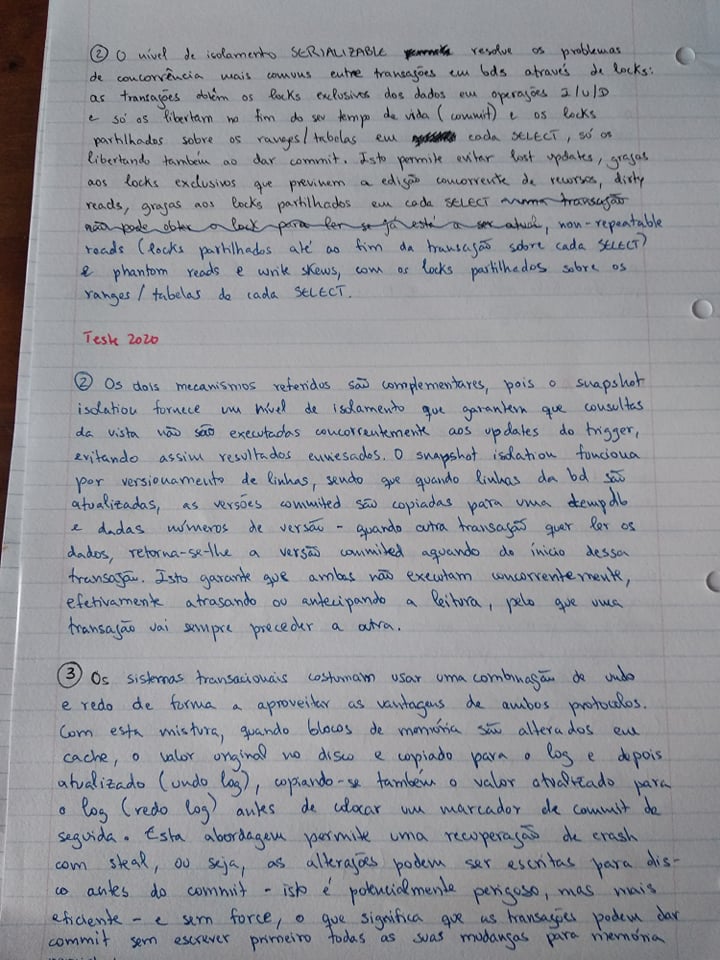 ② O nível de isolamento SERIALIZABLE resolve os problemas
de concorrência mais comuns entre transações em bds através de locks:
as transações obtêm os locks exclusivos dos dados em operações I/U/D
e só os libertam no fim do seu tempo de vida (commit) e os locks
partilhados sobre os ranges/tabelas em cada SELECT, só os
libertando também ao dar commit. Isto permite evitar lost updates, graças
aos locks exclusivos que previnem a edição concorrente de recursos, dirty
reads, graças aos locks partilhados em cada SELECT uma transação
não pode obter o lock para ler se já está a ser atual, non-repeatable
reads (locks partilhados até ao fim da transação sobre cada SELECT)
e phantom reads e write skews, com os locks partilhados sobre os
ranges/tabelas de cada SELECT.
Teste 2020
② Os dois mecanismos referidos são complementares, pois o snapshot
isolation fornece um nível de isolamento que garantem que consultas
da vista não são executadas concorrentemente aos updates do trigger,
evitando assim resultados enviesados. O snapshot isolation funciona
por versionamento de linhas, sendo que quando linhas da bd são
atualizadas, as versões commited são copiadas para uma tempdb
e dadas números de versão - quando outra transação quer ler os
dados, retorna-se-lhe a versão commited aquando do inicio dessa
transação. Isto garante que ambas não executam concorrentemente,
efetivamente atrasando ou antecipando a leitura, pelo que uma
transação vai sempre preceder a outra.
③ Os sistemas transacionais costumam usar uma combinação de undo
e redo de forma a aproveitar as vantagens de ambos protocolos.
Com esta mistura, quando blocos de memória são alterados em
cache, o valor original no disco e copiado para o log e depois
atualizado (undo log), copiando-se também o valor atualizado para
o log (redo log) antes de colocar um marcador de commit de
seguida. Esta abordagem permite uma recuperação de crash
com steal, ou seja, as alterações podem ser escritas para dis-
co antes do commit - isto é potencialmente perigoso, mas mais
eficiente - e sem force, o que significa que as transações podem dar
commit sem escrever primeiro todas as suas mudanças para memória